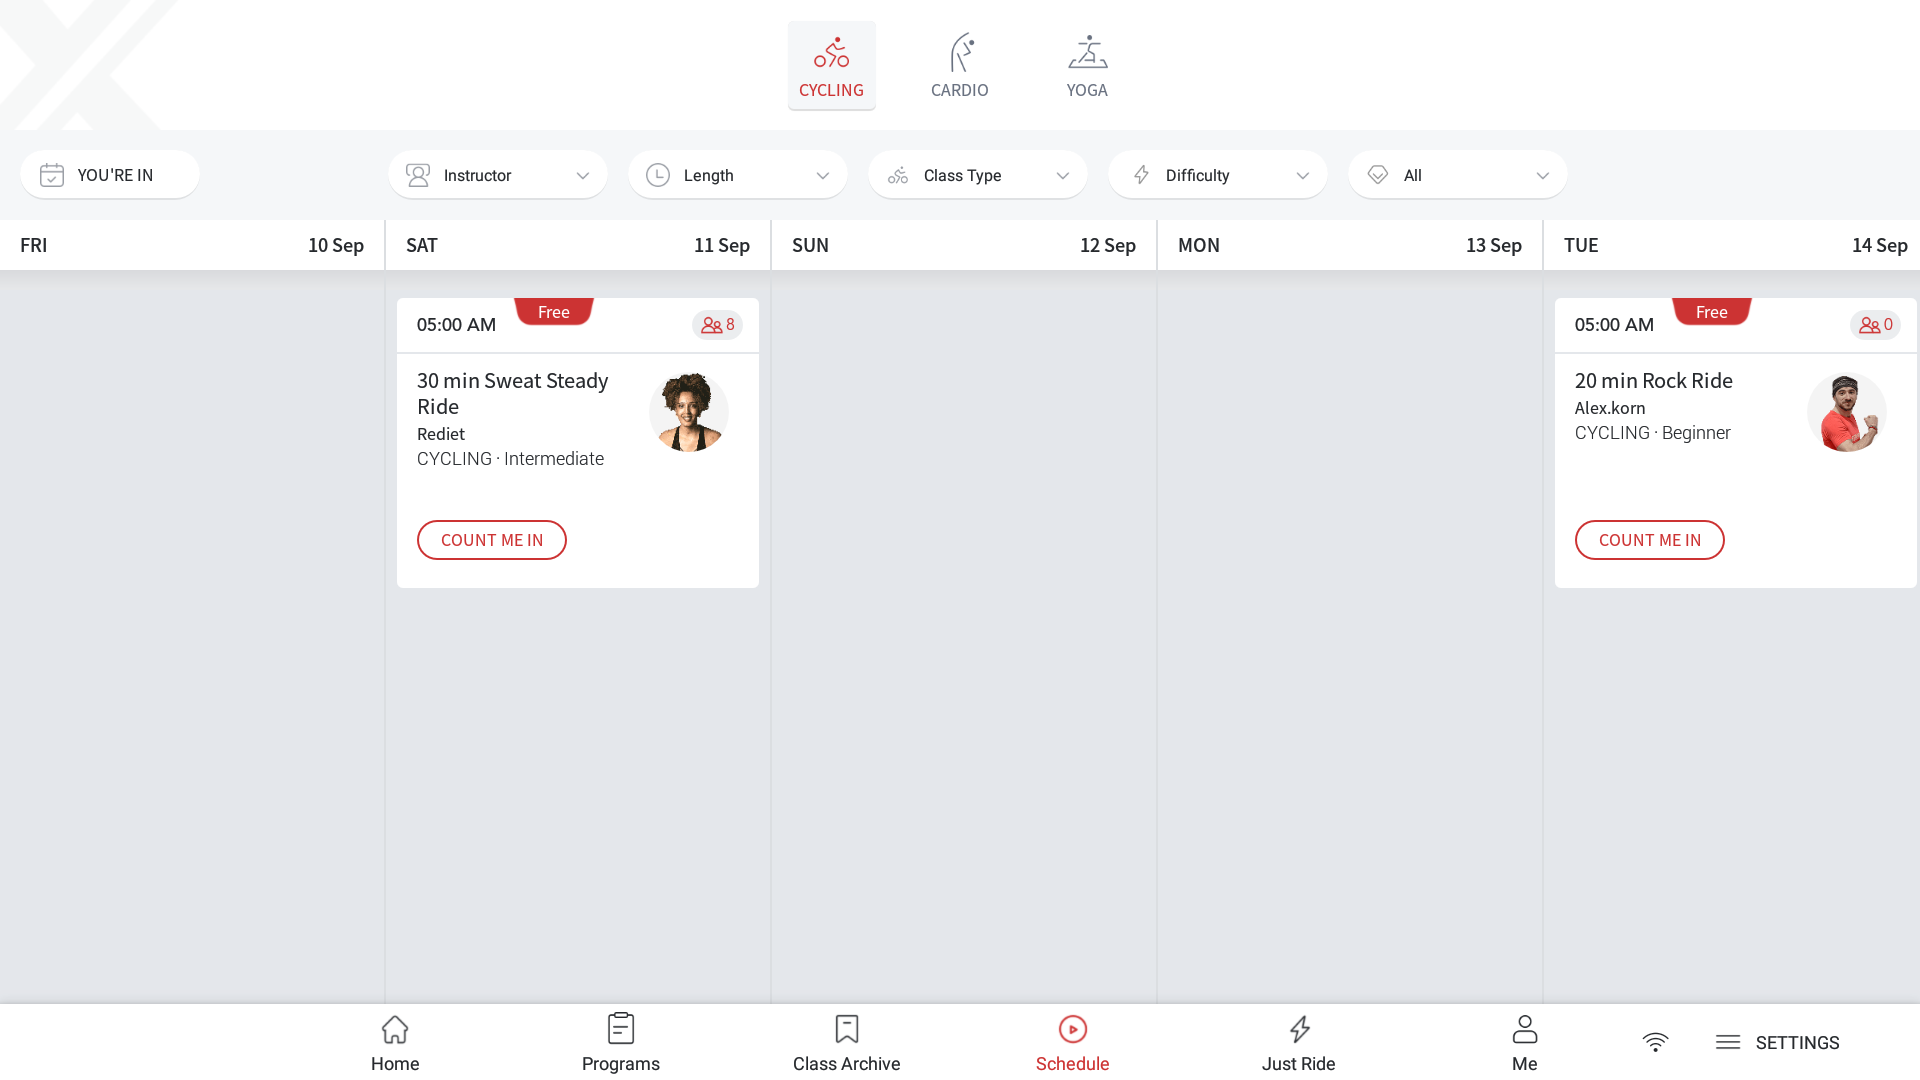 CYCLING
CARDIO
YOGA
YOU'RE IN
Instructor
Length
Class Type
Difficulty
All
FRI 10 Sep
SAT 11 Sep
SUN 12 Sep
MON 13 Sep
TUE 14 Sep
05:00 AM
Free
8
30 min Sweat Steady
Ride
Rediet
CYCLING · Intermediate
COUNT ME IN
05:00 AM
Free
0
20 min Rock Ride
Alex.korn
CYCLING · Beginner
COUNT ME IN
Home
Programs
Class Archive
Schedule
Just Ride
Me
SETTINGS